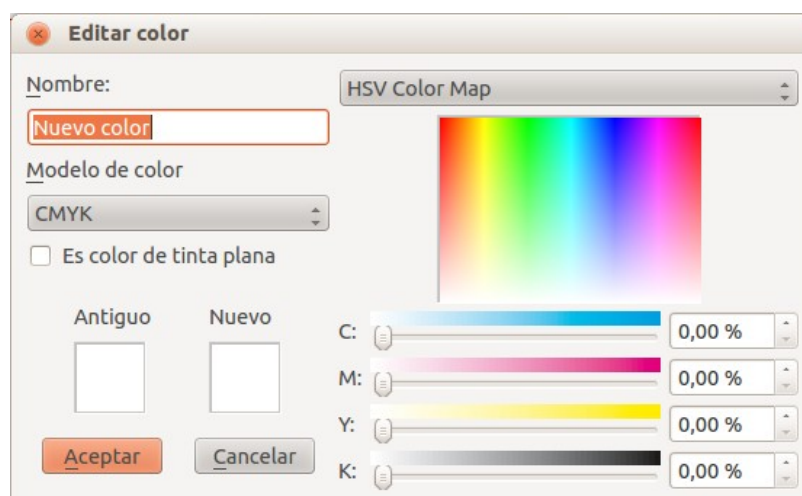 Editar color
Nombre:
Nuevo color
Modelo de color
CMYK
Es color de tinta plana
Antiguo Nuevo
Aceptar Cancelar
HSV Color Map
C: 0,00 %
M: 0,00 %
Y: 0,00 %
K: 0,00 %